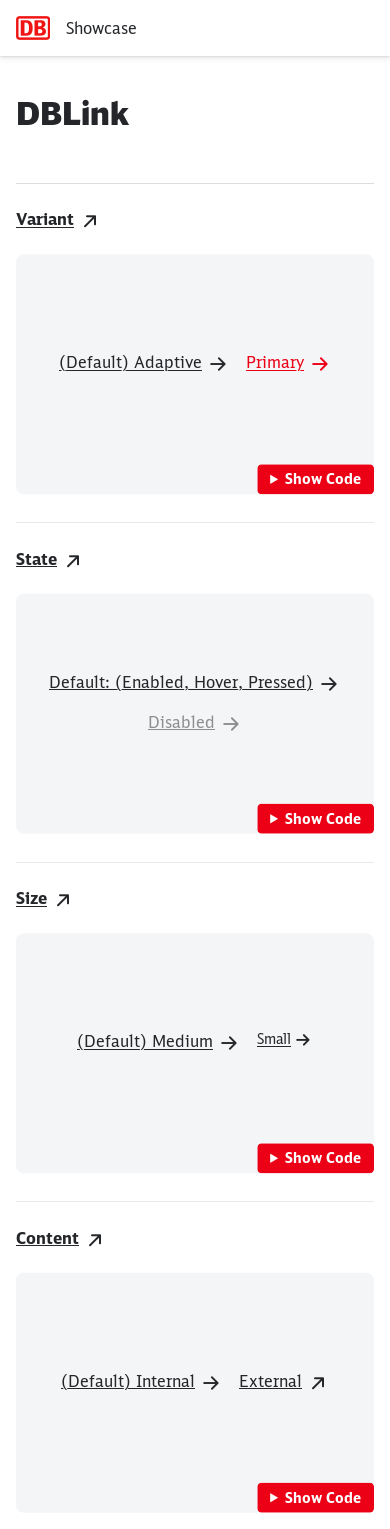 DB Showcase
DBLink
Variant
(Default) Adaptive Primary
Show Code
State
Default: (Enabled, Hover, Pressed)
Disabled
Show Code
Size
(Default) Medium Small
Show Code
Content
(Default) Internal External
Show Code